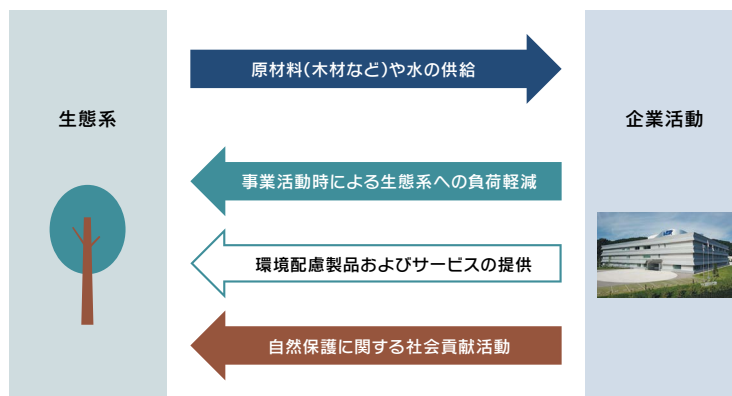 生態系
原材料(木材など)や水の供給
企業活動
事業活動時による生態系への負荷軽減
環境配慮製品およびサービスの提供
自然保護に関する社会貢献活動